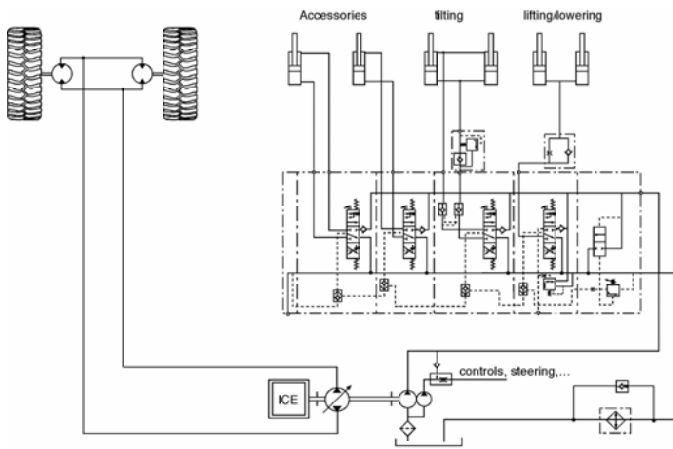 Accessories tilting lifting/lowering
controls, steering,...
ICE